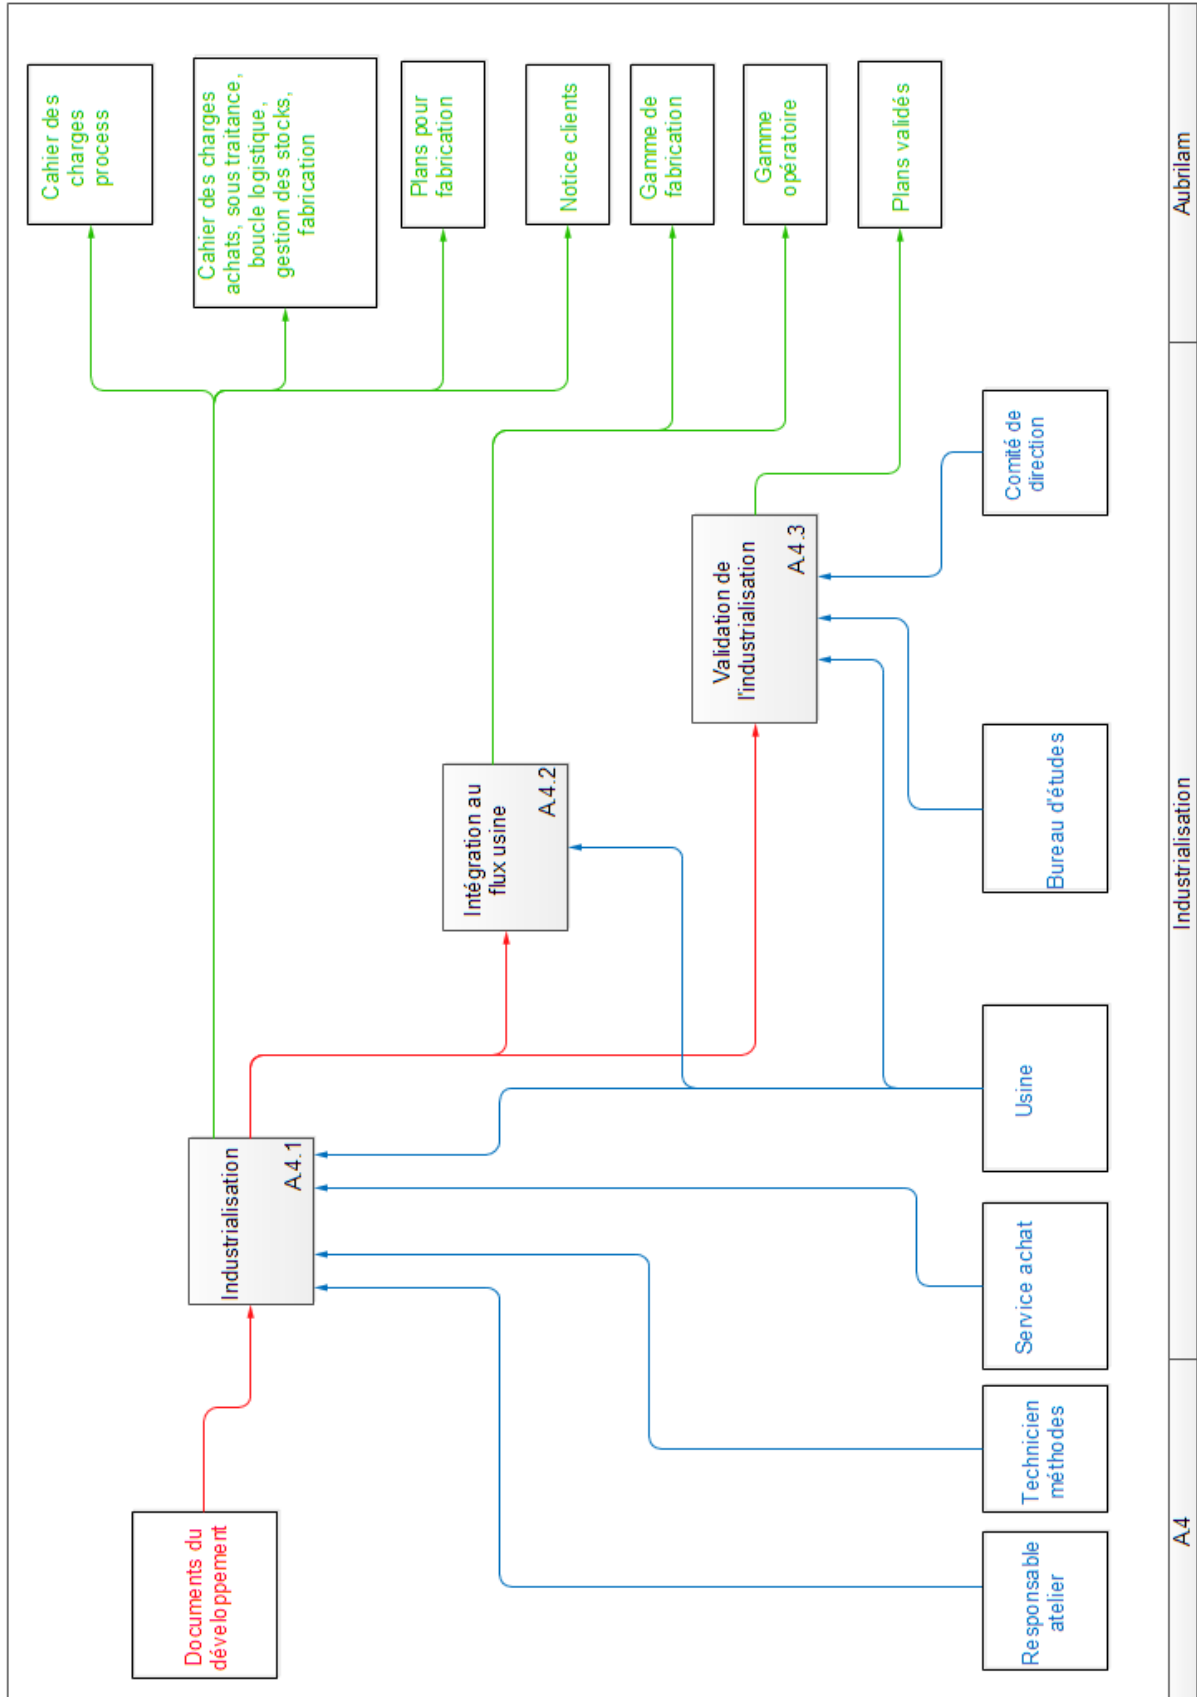 Documents du
développement
Industrialisation
A.4.1
Intégration au
flux usine
A.4.2
Validation de
l'industrialisation
A.4.3
Cahier des
charges
process
Cahier des charges
achats, sous traitance,
boucle logistique,
gestion des stocks,
fabrication
Plans pour
fabrication
Notice clients
Gamme de
fabrication
Gamme
opératoire
Plans validés
Responsable
atelier
Technicien
méthodes
Service achat
Usine
Bureau d'études
Comité de
direction
A4
Industrialisation
Aubrilam